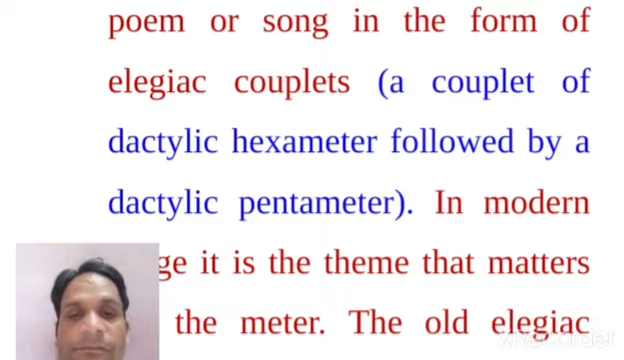 poem or song in the form of
elegiac couplets (a couplet of
dactylic hexameter followed by a
dactylic pentameter). In modern
ge it is the theme that matters
the meter. The old elegiac
XRecorder